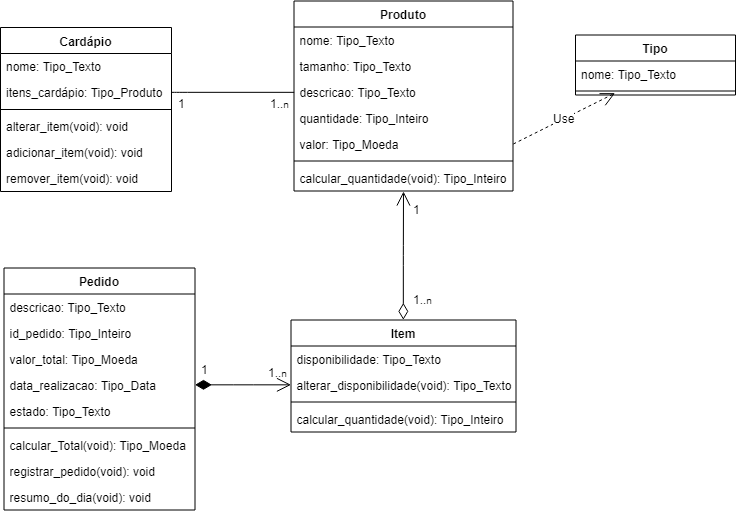 Cardápio
nome: Tipo_Texto
itens_cardápio: Tipo_Produto
alterar_item(void): void
adicionar_item(void): void
remover_item(void): void
1
1..n
Produto
nome: Tipo_Texto
tamanho: Tipo_Texto
descricao: Tipo_Texto
quantidade: Tipo_Inteiro
valor: Tipo_Moeda
calcular_quantidade(void): Tipo_Inteiro
Use
Tipo
nome: Tipo_Texto
1
1..n
Pedido
descricao: Tipo_Texto
id_pedido: Tipo_Inteiro
valor_total: Tipo_Moeda
data_realizacao: Tipo_Data
estado: Tipo_Texto
calcular_Total(void): Tipo_Moeda
registrar_pedido(void): void
resumo_do_dia(void): void
1
1..n
Item
disponibilidade: Tipo_Texto
alterar_disponibilidade(void): Tipo_Texto
calcular_quantidade(void): Tipo_Inteiro